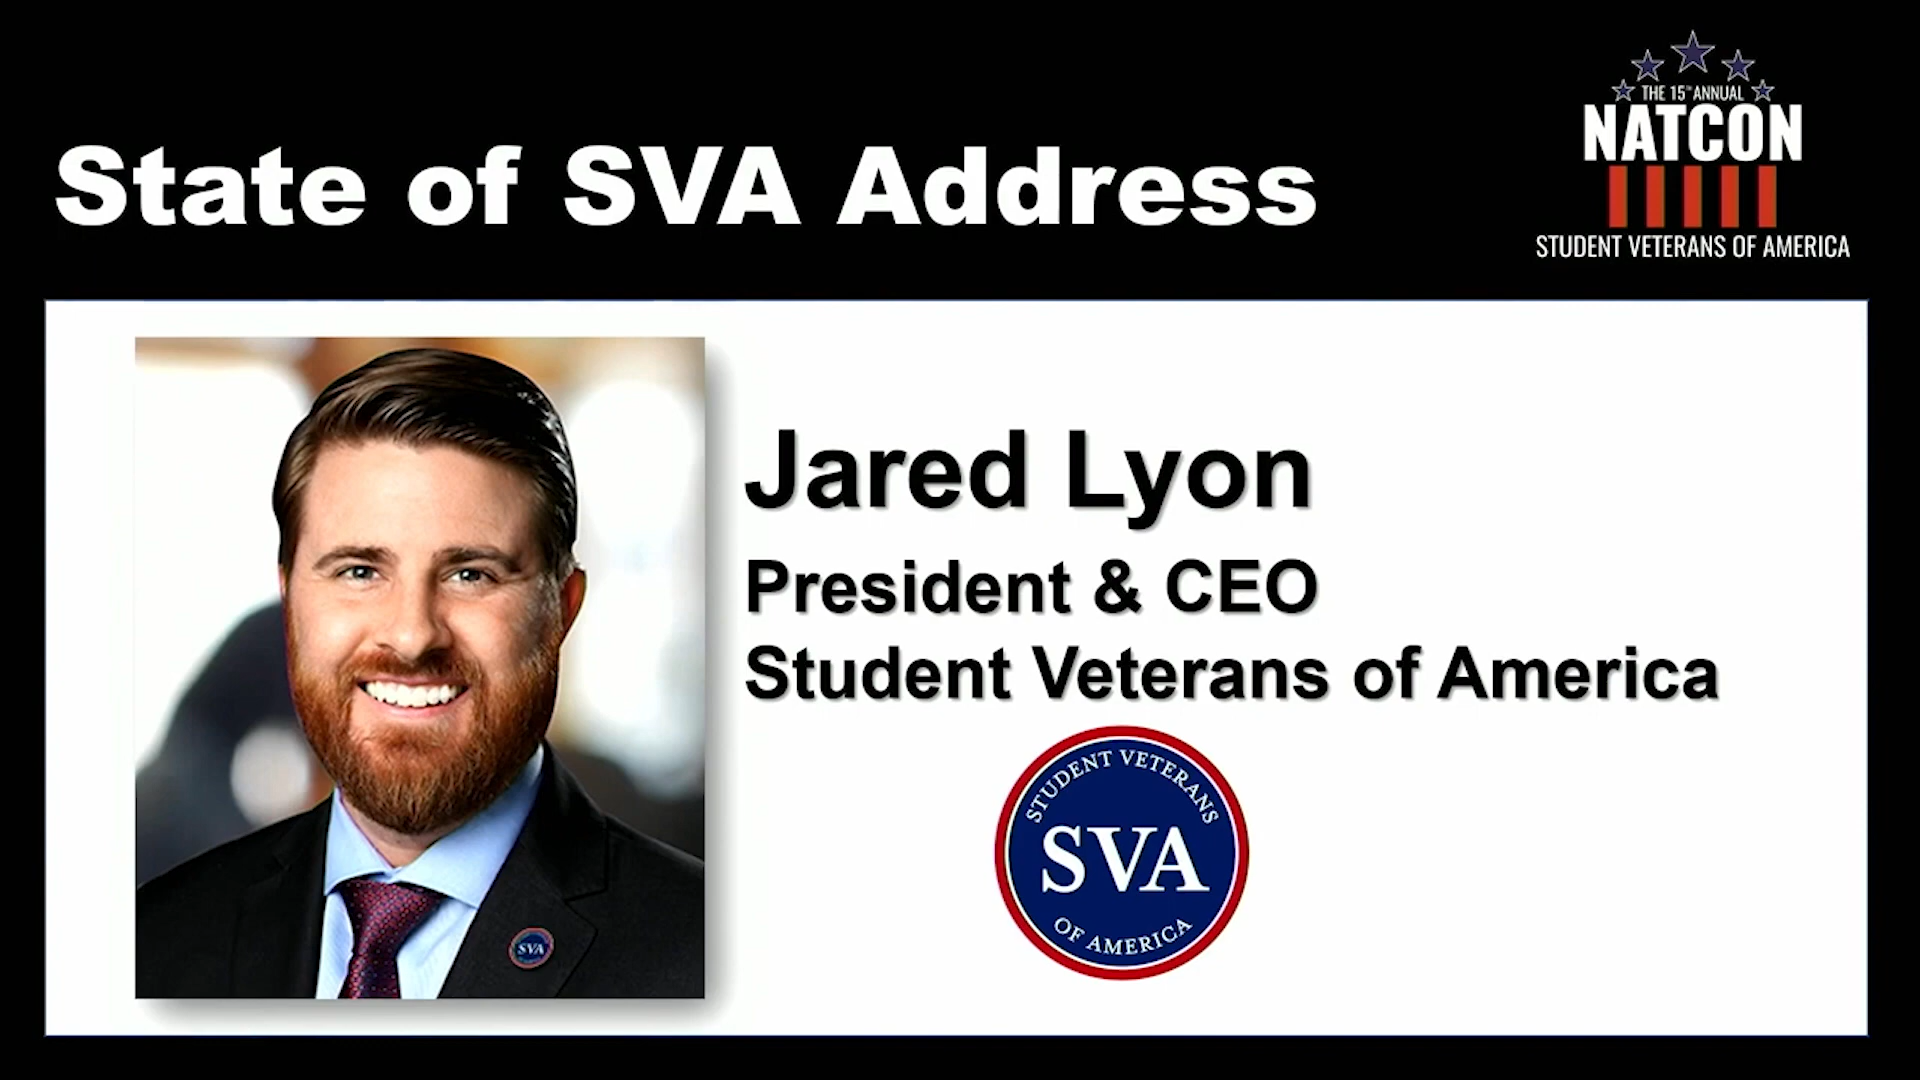 State of SVA Address
THE 15TH ANNUAL
NATCON
STUDENT VETERANS OF AMERICA
Jared Lyon
President & CEO
Student Veterans of America
STUDENT VETERANS
SVA
OF AMERICA
SVA